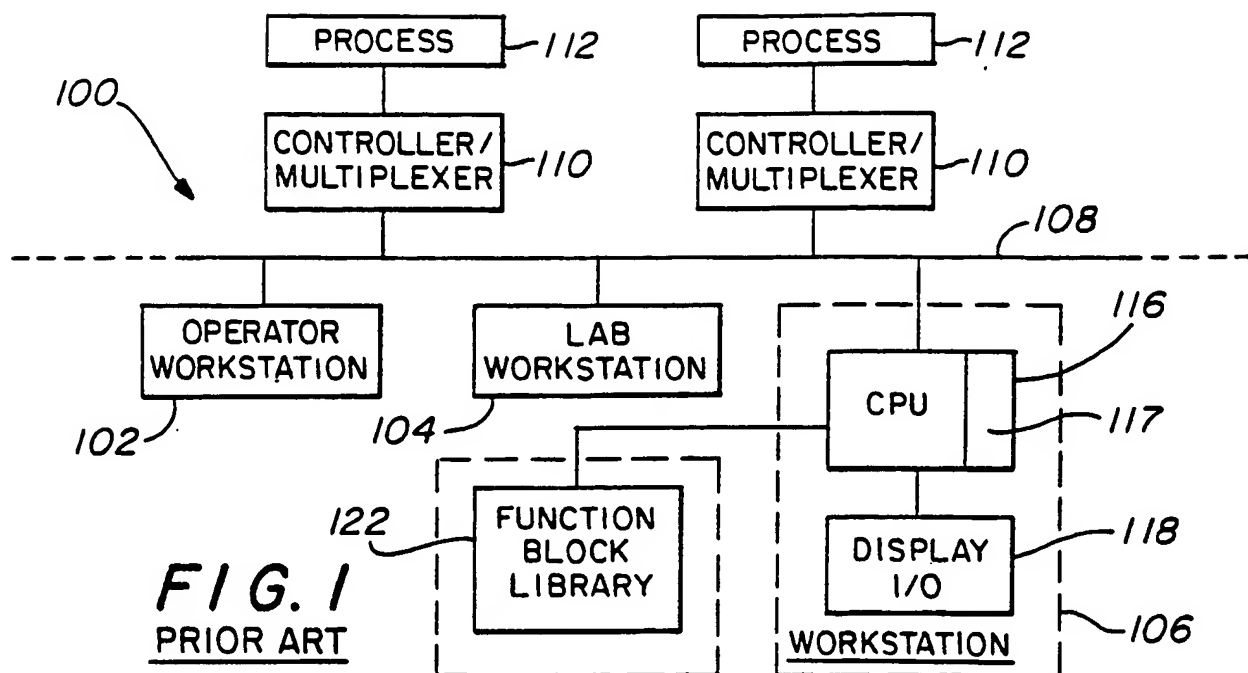 PROCESS
112
PROCESS
112
100
CONTROLLER/
MULTIPLEXER
110
CONTROLLER/
MULTIPLEXER
110
108
OPERATOR
WORKSTATION
102
LAB
WORKSTATION
104
116
CPU
117
FUNCTION
BLOCK
LIBRARY
122
DISPLAY
I/O
118
FIG. 1
PRIOR ART
WORKSTATION
106